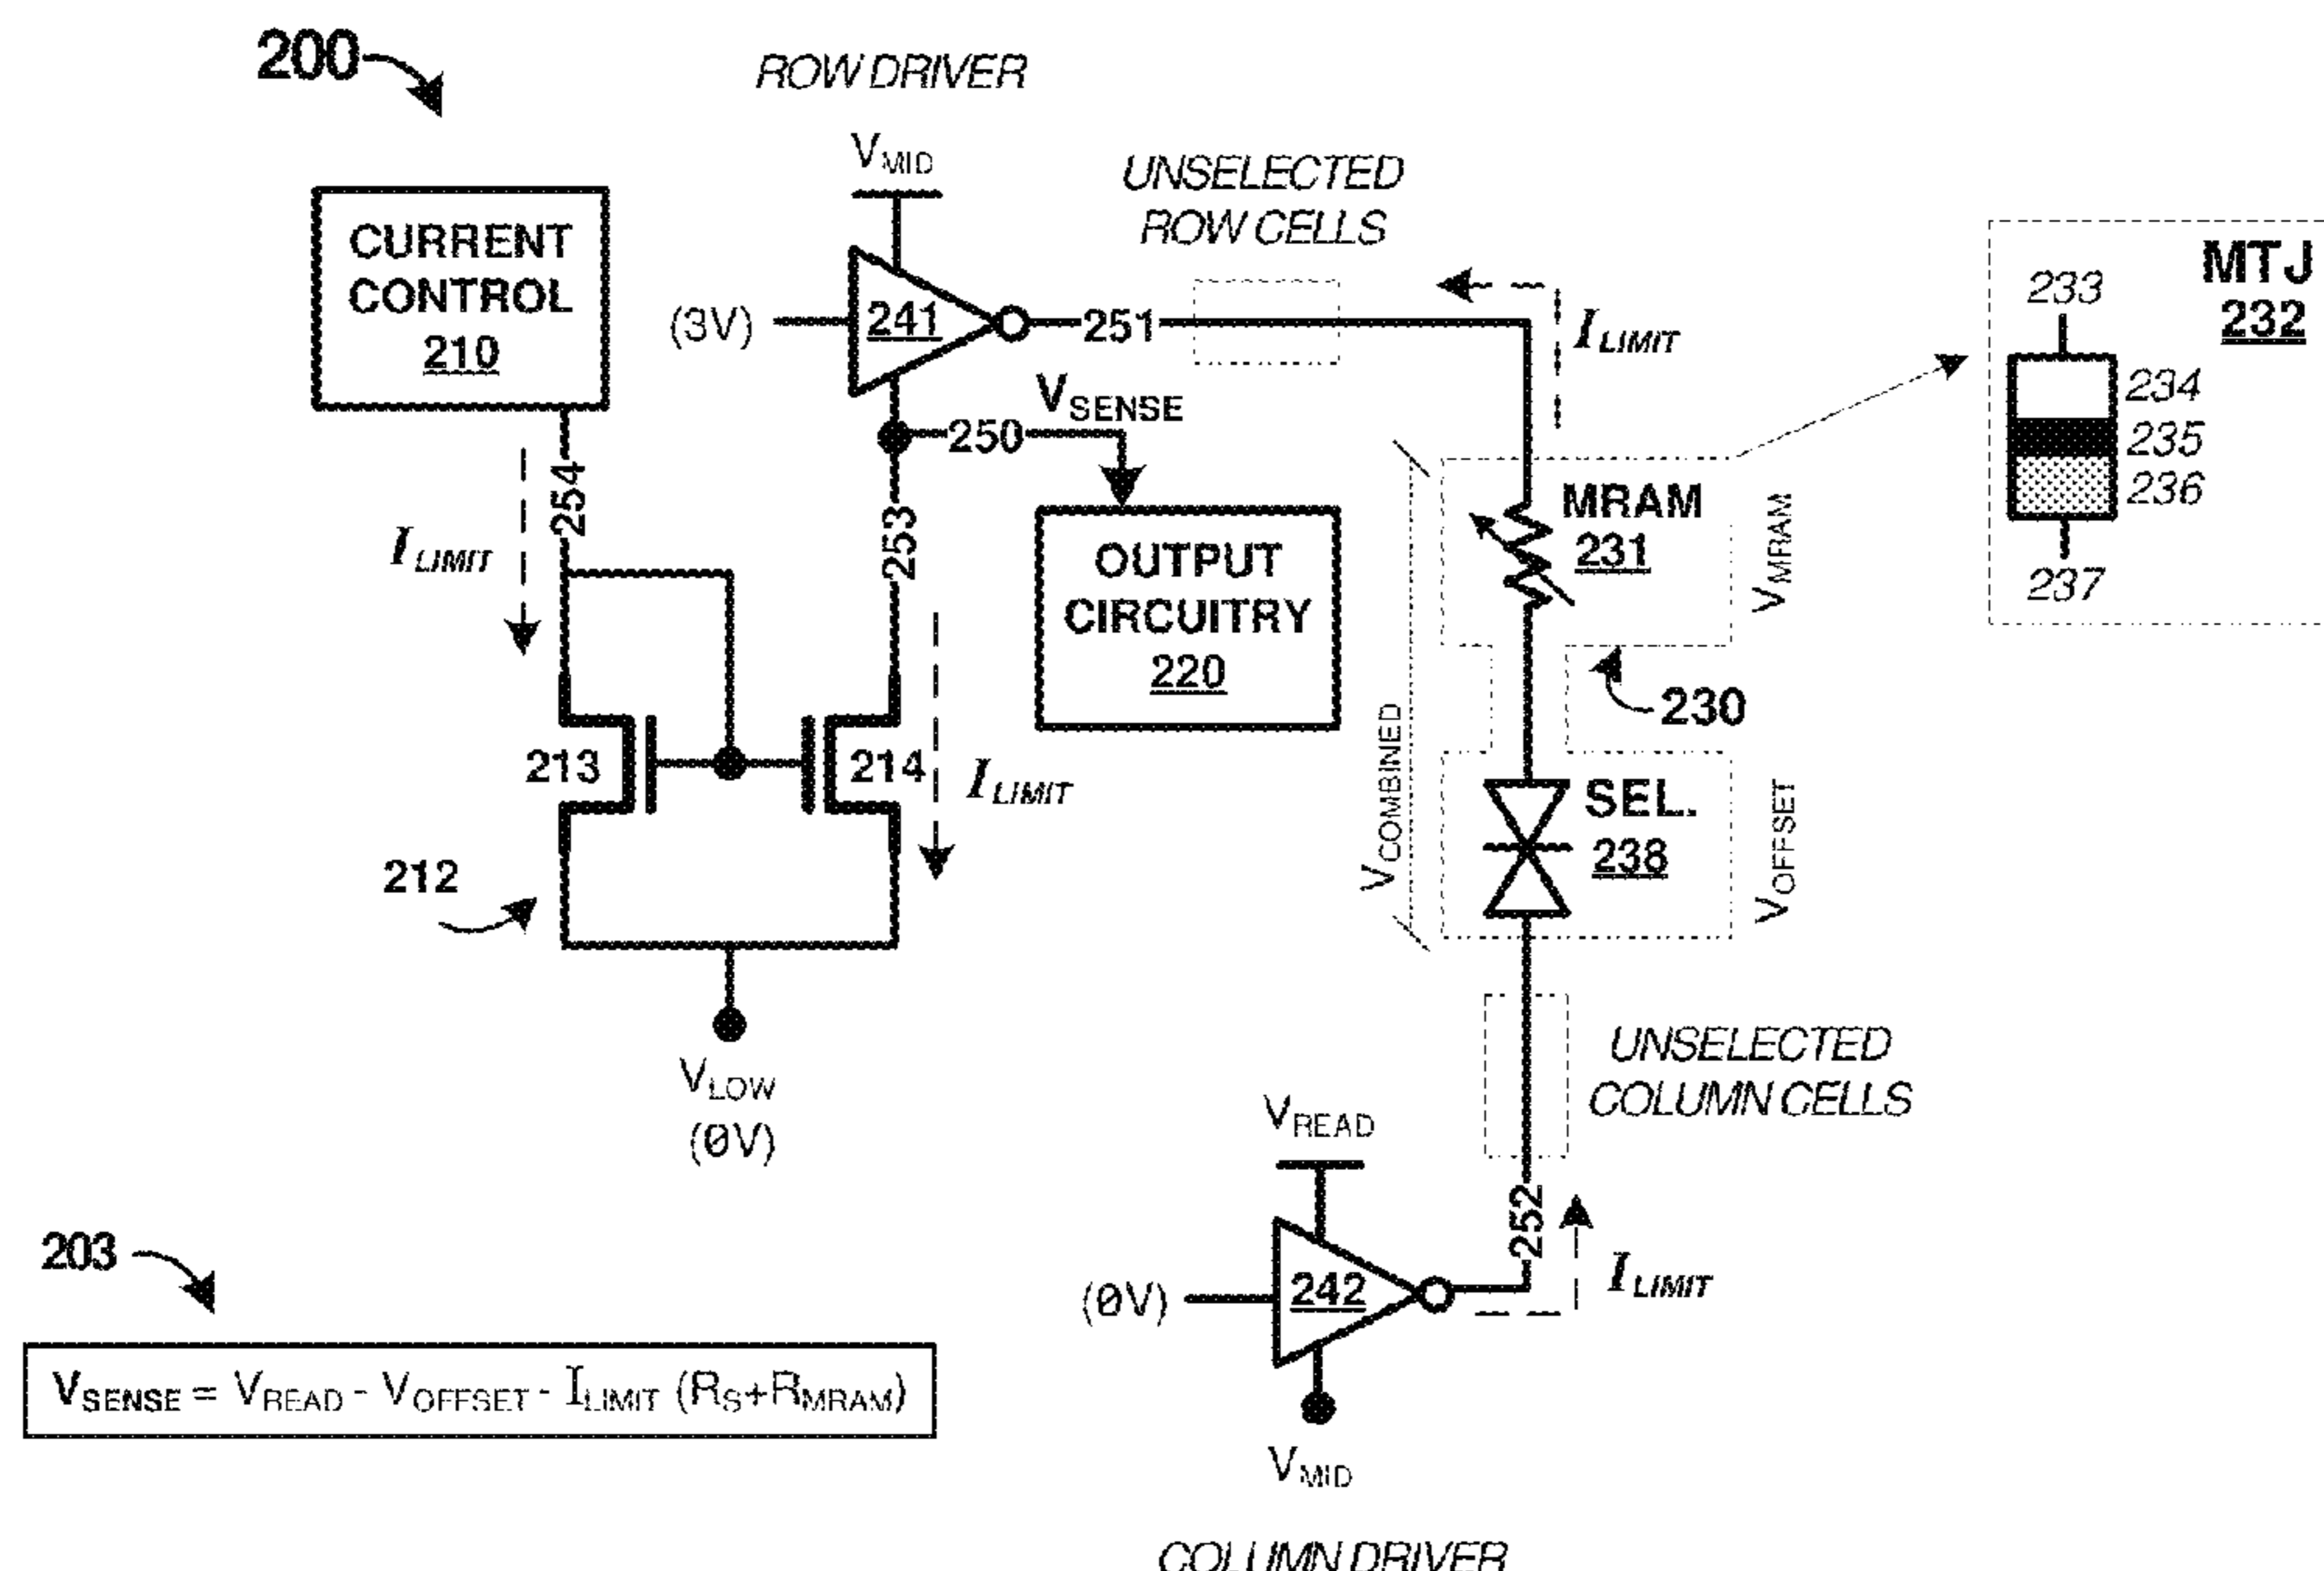 200
ROW DRIVER
VMID
UNSELECTED
ROW CELLS
CURRENT
CONTROL
210
(3V)
241
251
ILIMIT
MTJ
232
233
234
235
236
237
VSENSE
250
254
ILIMIT
253
OUTPUT
CIRCUITRY
220
MRAM
231
VMRAM
230
VCOMBINED
213
214
ILIMIT
SEL.
238
VOFFSET
212
VLOW
(0V)
UNSELECTED
COLUMN CELLS
VREAD
252
203
(0V)
242
ILIMIT
VSENSE = VREAD - VOFFSET - ILIMIT (RS+RMRAM)
VMID
COLUMN DRIVER